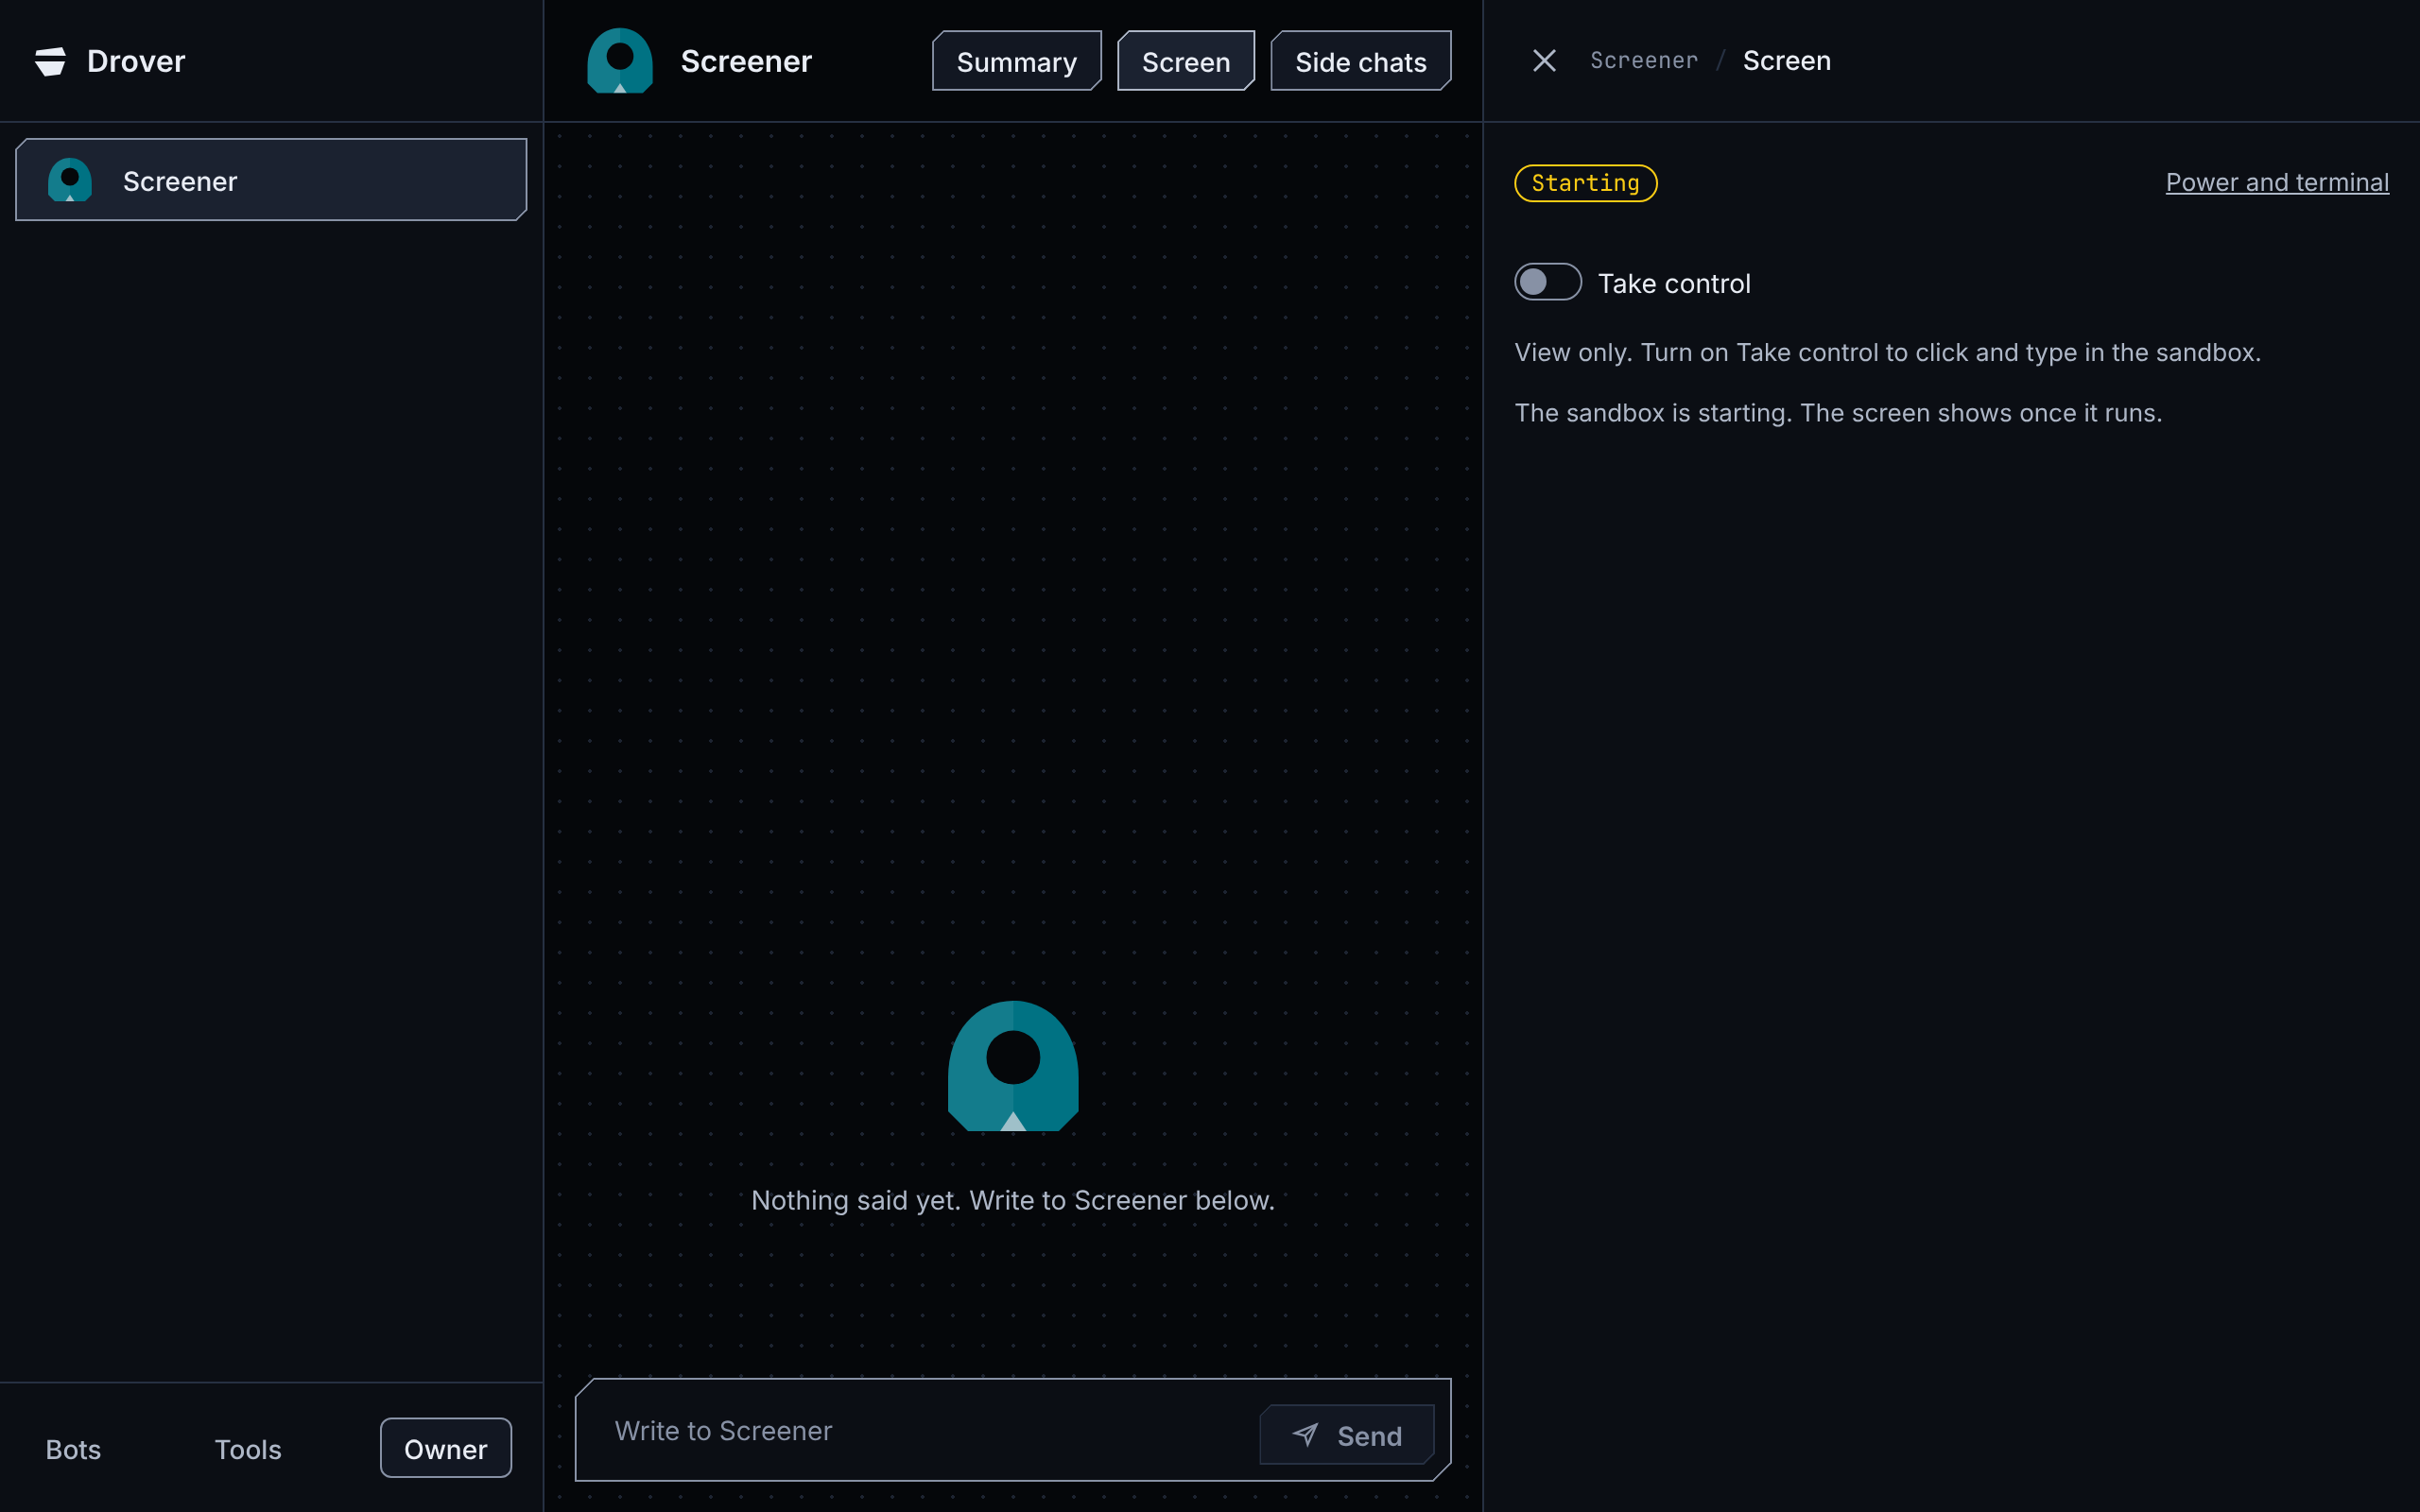 Drover
Screener
Bots
Tools
Owner
Screener
Summary
Screen
Side chats
Nothing said yet. Write to Screener below.
Write to Screener
Send
Screener / Screen
Starting
Power and terminal
Take control
View only. Turn on Take control to click and type in the sandbox.
The sandbox is starting. The screen shows once it runs.